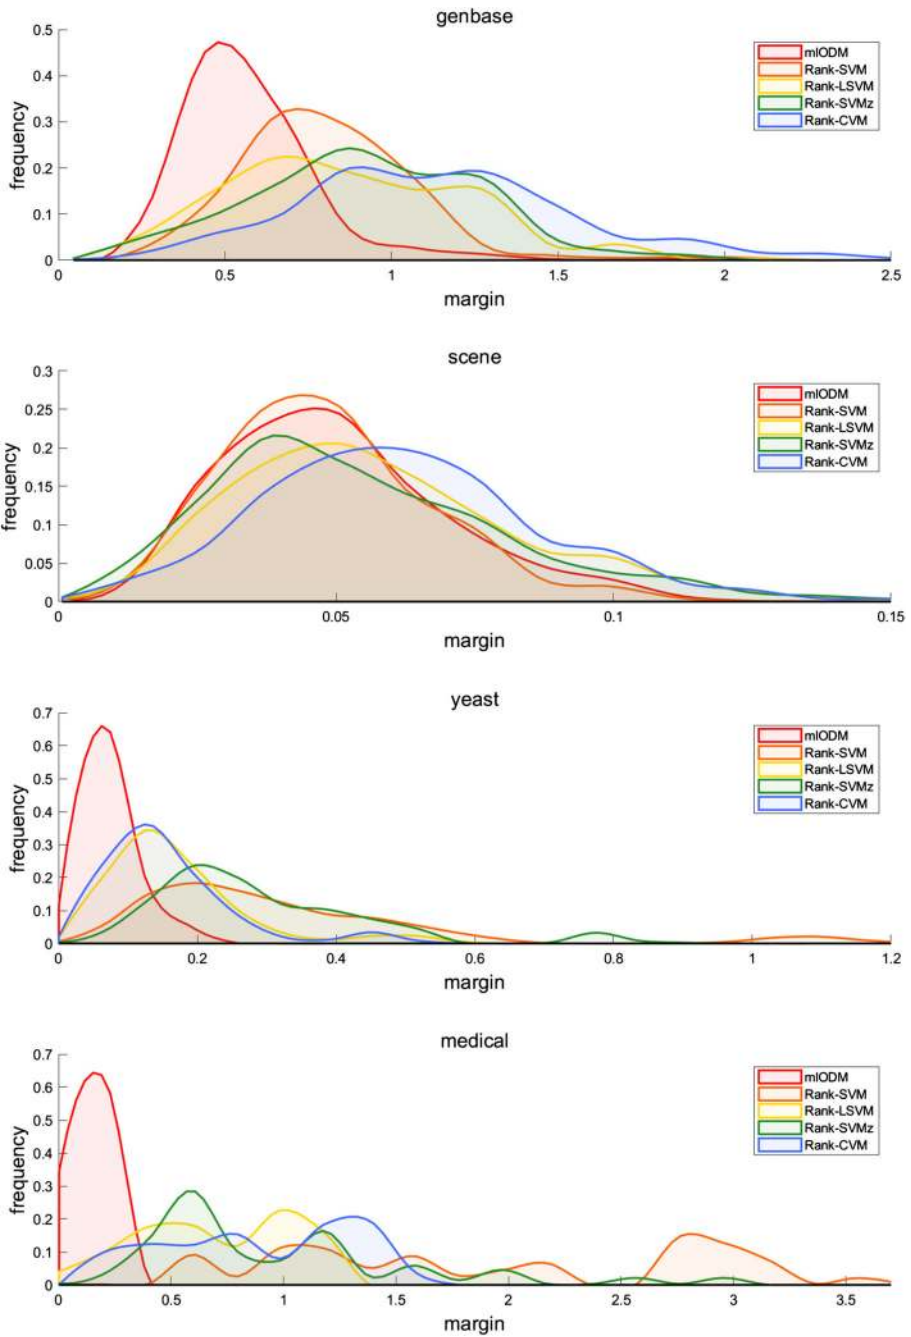 genbase
0.5
0.4
0.3
0.2
0.1
0
frequency
mlODM
Rank-SVM
Rank-LSVM
Rank-SVMz
Rank-CVM
0 0.5 1 1.5 2 2.5
margin
scene
0.3
0.25
0.2
0.15
0.1
0.05
0
frequency
mlODM
Rank-SVM
Rank-LSVM
Rank-SVMz
Rank-CVM
0 0.05 0.1 0.15
margin
yeast
0.7
0.6
0.5
0.4
0.3
0.2
0.1
0
frequency
mlODM
Rank-SVM
Rank-LSVM
Rank-SVMz
Rank-CVM
0 0.2 0.4 0.6 0.8 1 1.2
margin
medical
0.7
0.6
0.5
0.4
0.3
0.2
0.1
0
frequency
mlODM
Rank-SVM
Rank-LSVM
Rank-SVMz
Rank-CVM
0 0.5 1 1.5 2 2.5 3 3.5
margin